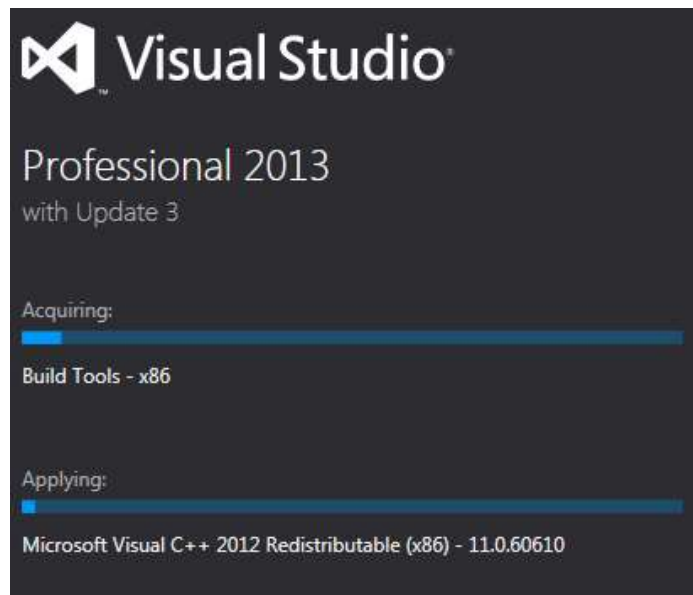 Visual Studio®
™
Professional 2013
with Update 3
Acquiring:
Build Tools - x86
Applying:
Microsoft Visual C++ 2012 Redistributable (x86) - 11.0.60610